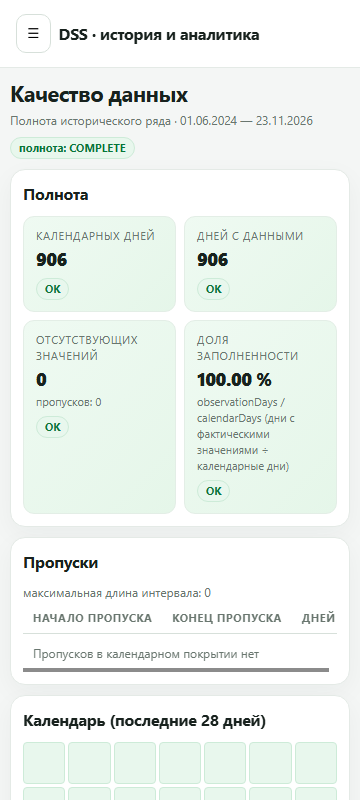 ☰ DSS · история и аналитика
Качество данных
Полнота исторического ряда · 01.06.2024 — 23.11.2026
полнота: COMPLETE
Полнота
КАЛЕНДАРНЫХ ДНЕЙ
906
OK
ДНЕЙ С ДАННЫМИ
906
OK
ОТСУТСТВУЮЩИХ
ЗНАЧЕНИЙ
0
пропусков: 0
OK
ДОЛЯ
ЗАПОЛНЕННОСТИ
100.00 %
observationDays /
calendarDays (дни с
фактическими
значениями ÷
календарные дни)
OK
Пропуски
максимальная длина интервала: 0
НАЧАЛО ПРОПУСКА КОНЕЦ ПРОПУСКА ДНЕЙ
Пропусков в календарном покрытии нет
Календарь (последние 28 дней)